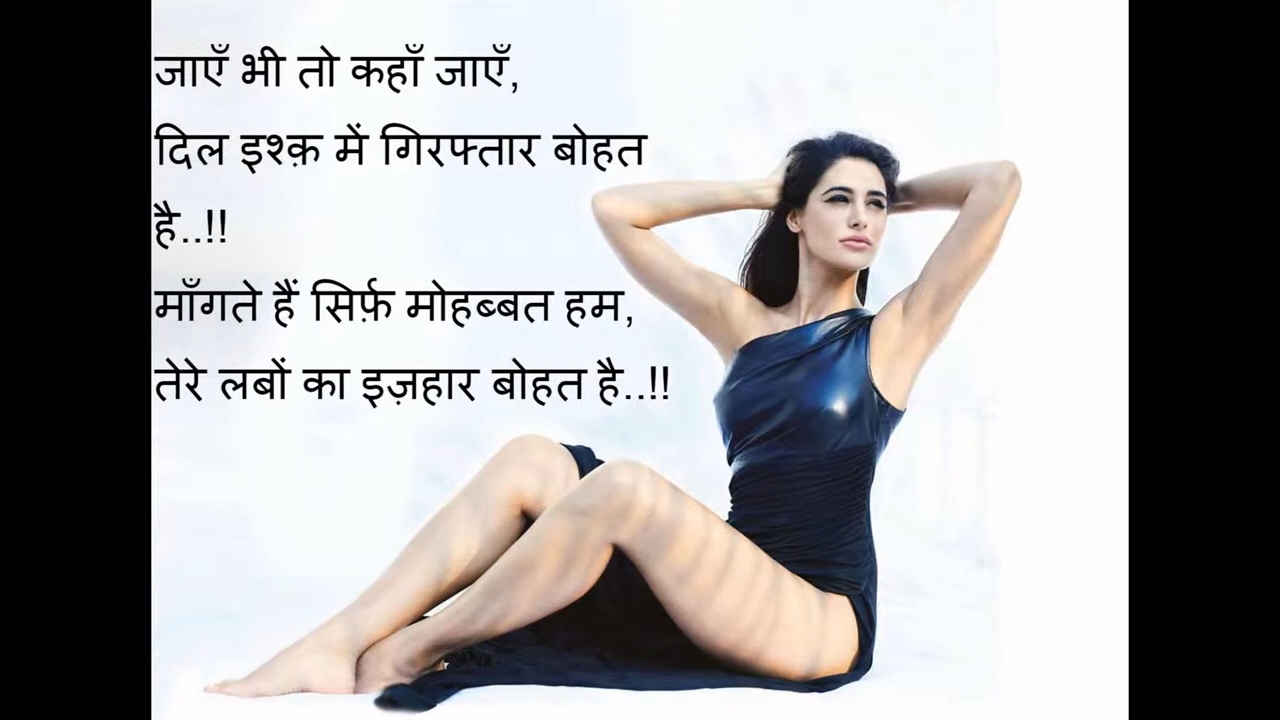 जाएँ भी तो कहाँ जाएँ,
दिल इश्क़ में गिरफ्तार बोहत
है..!!
माँगते हैं सिर्फ़ मोहब्बत हम,
तेरे लबों का इज़हार बोहत है..!!